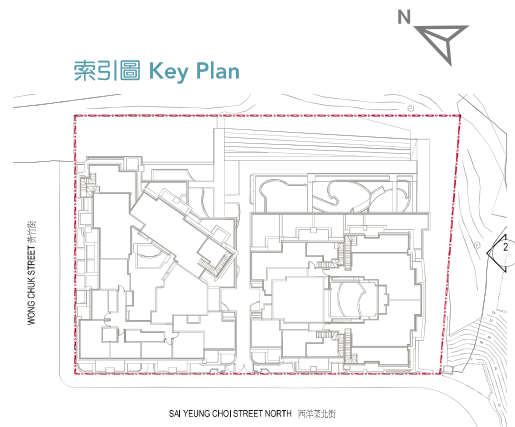 N
索引圖 Key Plan
WONG CHUK STREET 黃竹街
2
SAI YEUNG CHOI STREET NORTH 西洋菜北街